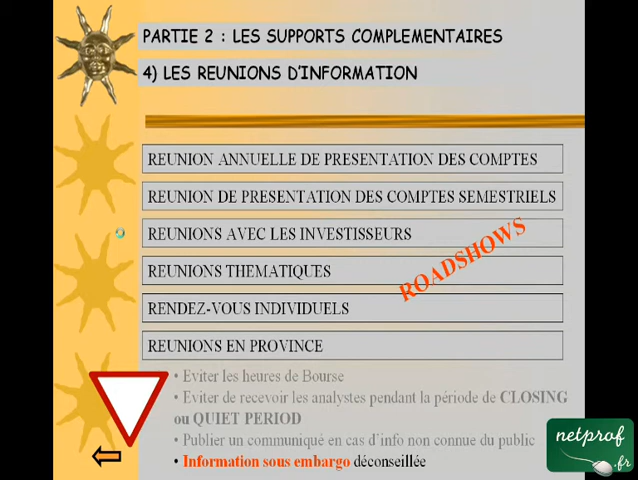 PARTIE 2 : LES SUPPORTS COMPLEMENTAIRES
4) LES REUNIONS D'INFORMATION
REUNION ANNUELLE DE PRESENTATION DES COMPTES
REUNION DE PRESENTATION DES COMPTES SEMESTRIELS
REUNIONS AVEC LES INVESTISSEURS
ROADSHOWS
REUNIONS THEMATIQUES
RENDEZ-VOUS INDIVIDUELS
REUNIONS EN PROVINCE
• Eviter les heures de Bourse
• Eviter de recevoir les analystes pendant la période de CLOSING
ou QUIET PERIOD
• Publier un communiqué en cas d'info non connue du public
• Information sous embargo déconseillée
netprof
.fr